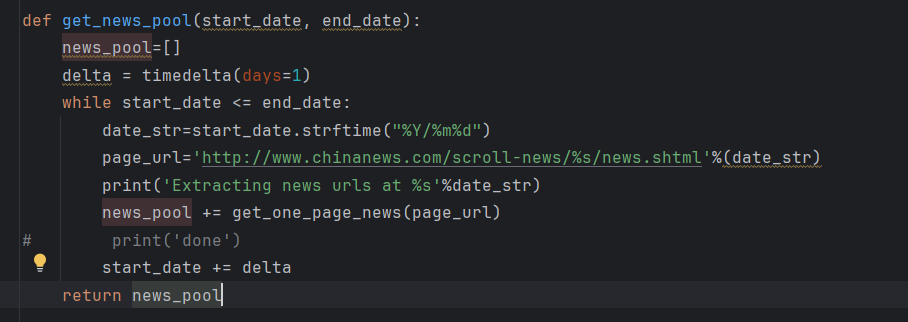 def get_news_pool(start_date, end_date):
    news_pool=[]
    delta = timedelta(days=1)
    while start_date <= end_date:
        date_str=start_date.strftime("%Y/%m%d")
        page_url='http://www.chinanews.com/scroll-news/%s/news.shtml'%(date_str)
        print('Extracting news urls at %s'%date_str)
        news_pool += get_one_page_news(page_url)
#        print('done')
        start_date += delta
    return news_pool